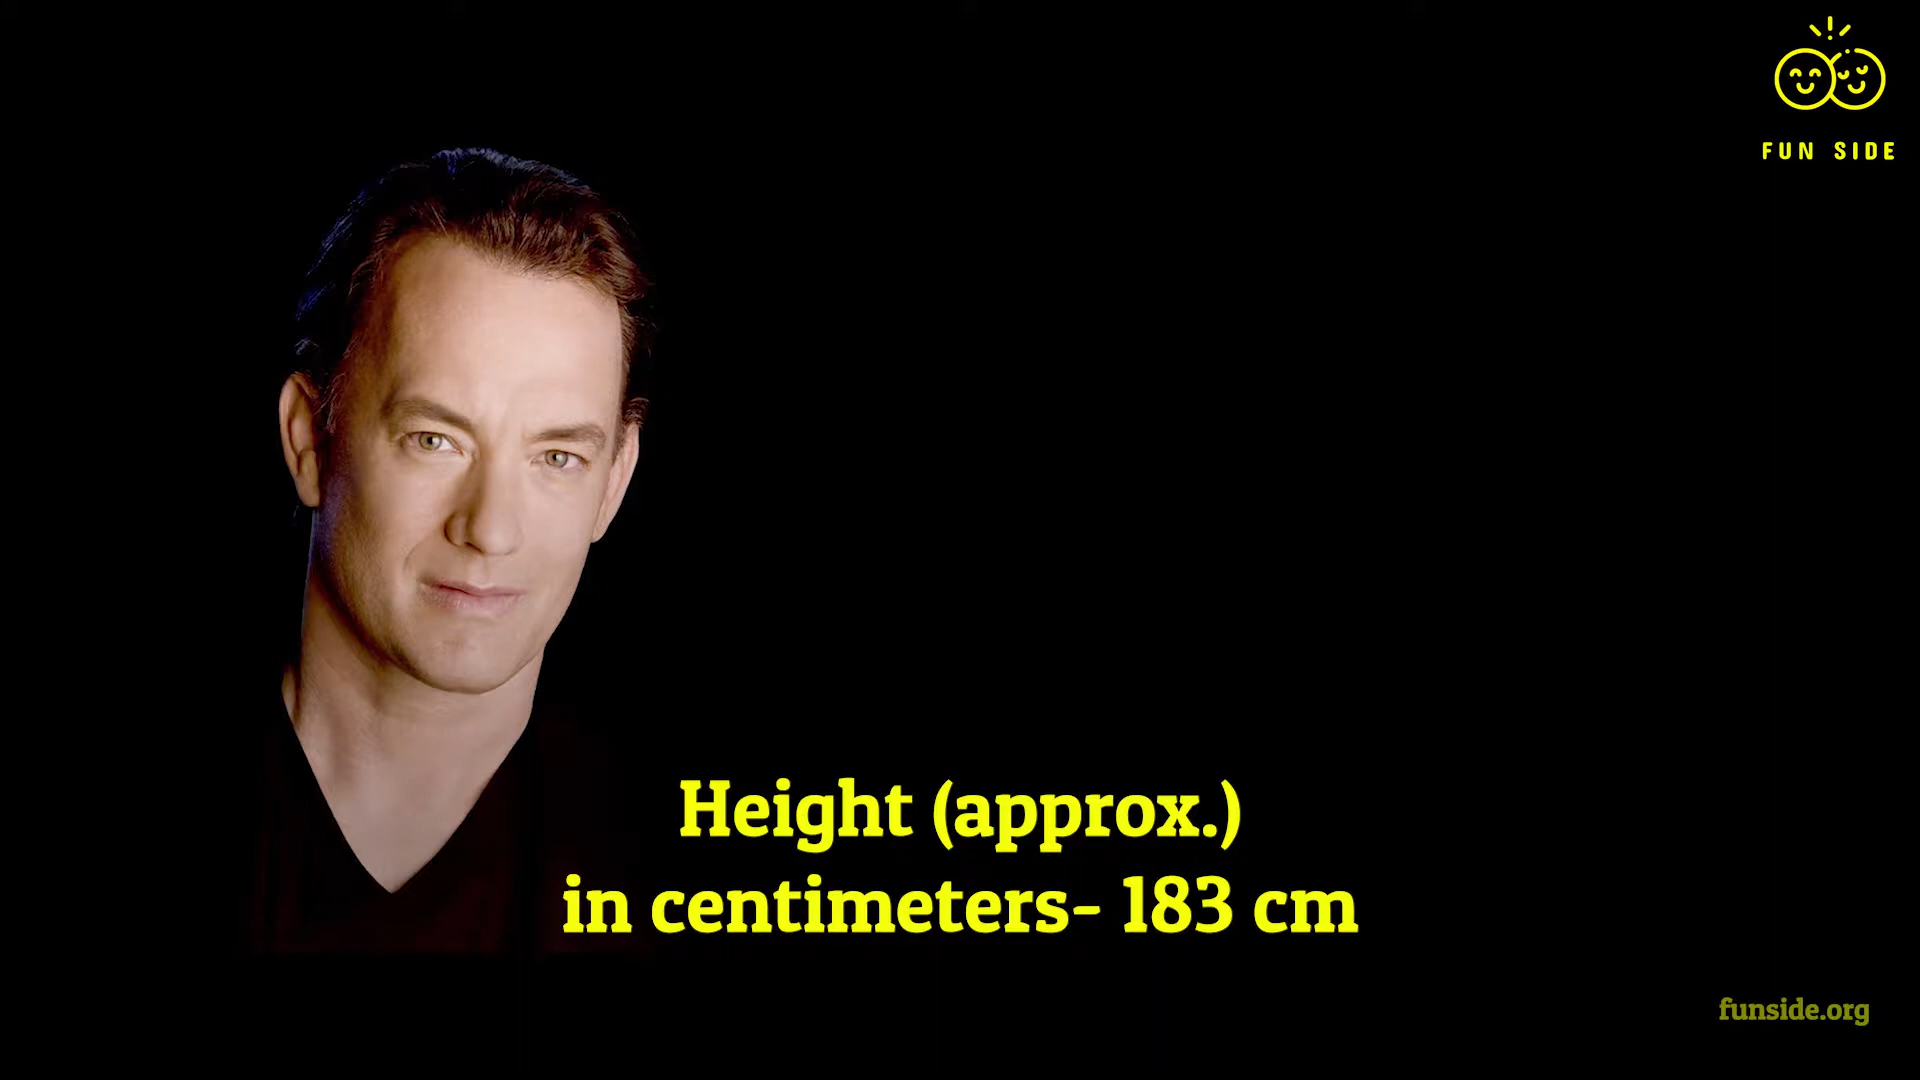 FUN SIDE
Height (approx.)
in centimeters- 183 cm
funside.org